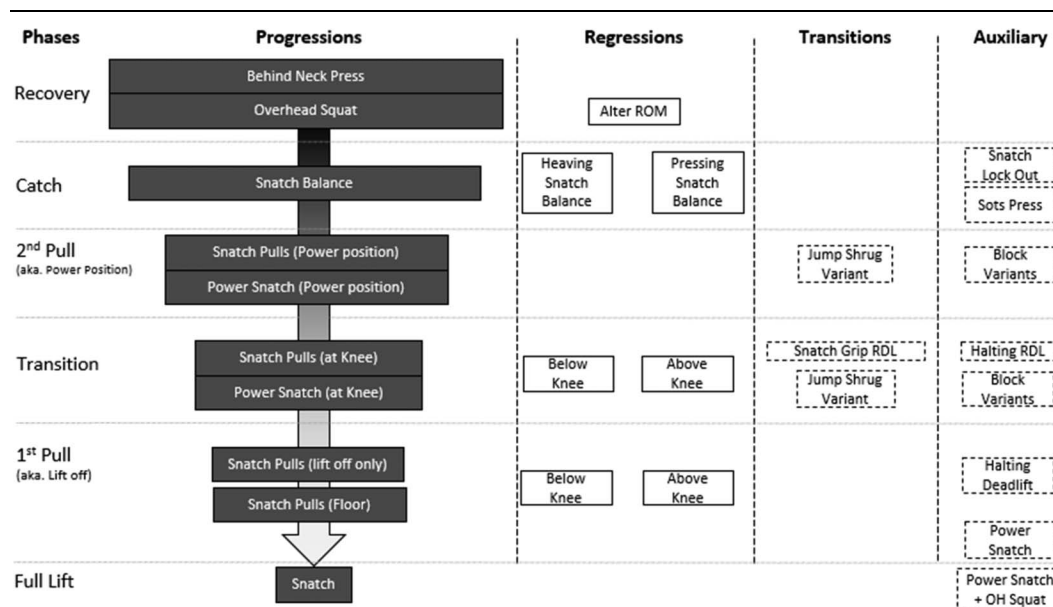 Phases Progressions Regressions Transitions Auxiliary
Recovery
Behind Neck Press
Overhead Squat
Alter ROM
Catch
Snatch Balance
Heaving
Snatch
Balance
Pressing
Snatch
Balance
Snatch
Lock Out
Sots Press
2nd Pull
(aka. Power Position)
Snatch Pulls (Power position)
Power Snatch (Power position)
Jump Shrug
Variant
Block
Variants
Transition
Snatch Pulls (at Knee)
Power Snatch (at Knee)
Below
Knee
Above
Knee
Snatch Grip RDL
Jump Shrug
Variant
Halting RDL
Block
Variants
1st Pull
(aka. Lift off)
Snatch Pulls (lift off only)
Snatch Pulls (Floor)
Below
Knee
Above
Knee
Halting
Deadlift
Power
Snatch
Full Lift
Snatch
Power Snatch
+ OH Squat